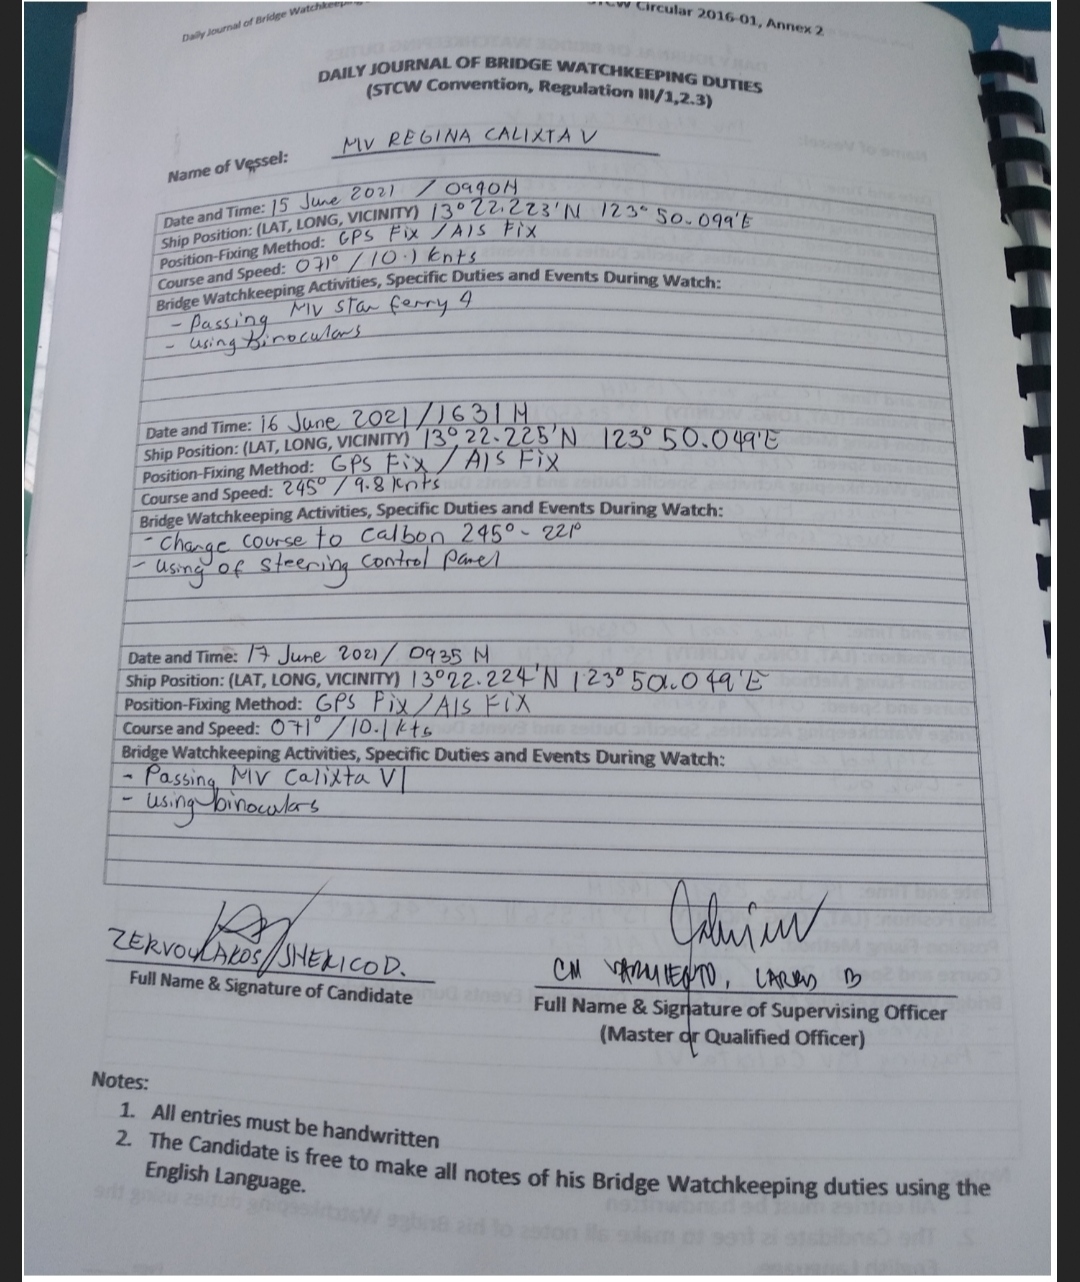 Daily Journal of Bridge Watchkeeping
STCW Circular 2016-01, Annex 2
DAILY JOURNAL OF BRIDGE WATCHKEEPING DUTIES
(STCW Convention, Regulation III/1,2.3)
Name of Vessel: MV REGINA CALIXTA V
Date and Time: 15 June 2021 / 0940H
Ship Position: (LAT, LONG, VICINITY) 13° 22.223'N 123° 50.099'E
Position-Fixing Method: GPS Fix / AIS Fix
Course and Speed: 071° / 10.1 knts
Bridge Watchkeeping Activities, Specific Duties and Events During Watch:
- Passing MV Star ferry 4
- using binoculars
Date and Time: 16 June 2021 / 1631 H
Ship Position: (LAT, LONG, VICINITY) 13° 22.225'N 123° 50.049'E
Position-Fixing Method: GPS Fix / AIS Fix
Course and Speed: 245° / 9.8 knts
Bridge Watchkeeping Activities, Specific Duties and Events During Watch:
- Change course to Calbon 245° - 221°
- using of steering control panel
Date and Time: 17 June 2021 / 0935 H
Ship Position: (LAT, LONG, VICINITY) 13°22.224'N 123° 50.049'E
Position-Fixing Method: GPS Fix / AIS Fix
Course and Speed: 071° / 10.1 kts
Bridge Watchkeeping Activities, Specific Duties and Events During Watch:
- Passing MV Calixta VI
- using binoculars
ZERVOULAKOS, JHERICO D.
Full Name & Signature of Candidate
CM
Full Name & Signature of Supervising Officer
(Master or Qualified Officer)
Notes:
1. All entries must be handwritten
2. The Candidate is free to make all notes of his Bridge Watchkeeping duties using the
English Language.